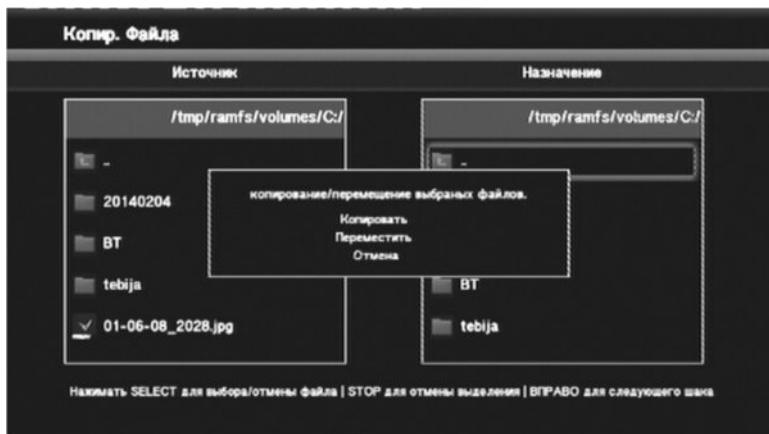 Копир. Файла
Источник
Назначение
/tmp/ramfs/volumes/C:/
/tmp/ramfs/volumes/C:/
..
..
20140204
копирование/перемещение выбраных файлов.
Копировать
Переместить
Отмена
BT
tebija
BT
01-06-08_2028.jpg
tebija
Нажимать SELECT для выбора/отмены файла | STOP для отмены выделения | ВПРАВО для следуюшего шака